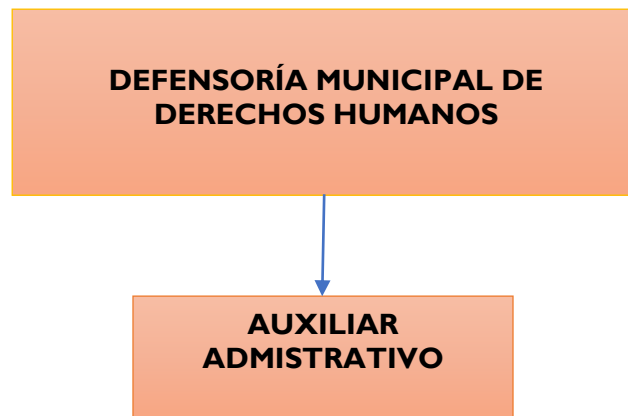 DEFENSORÍA MUNICIPAL DE
DERECHOS HUMANOS
AUXILIAR
ADMISTRATIVO